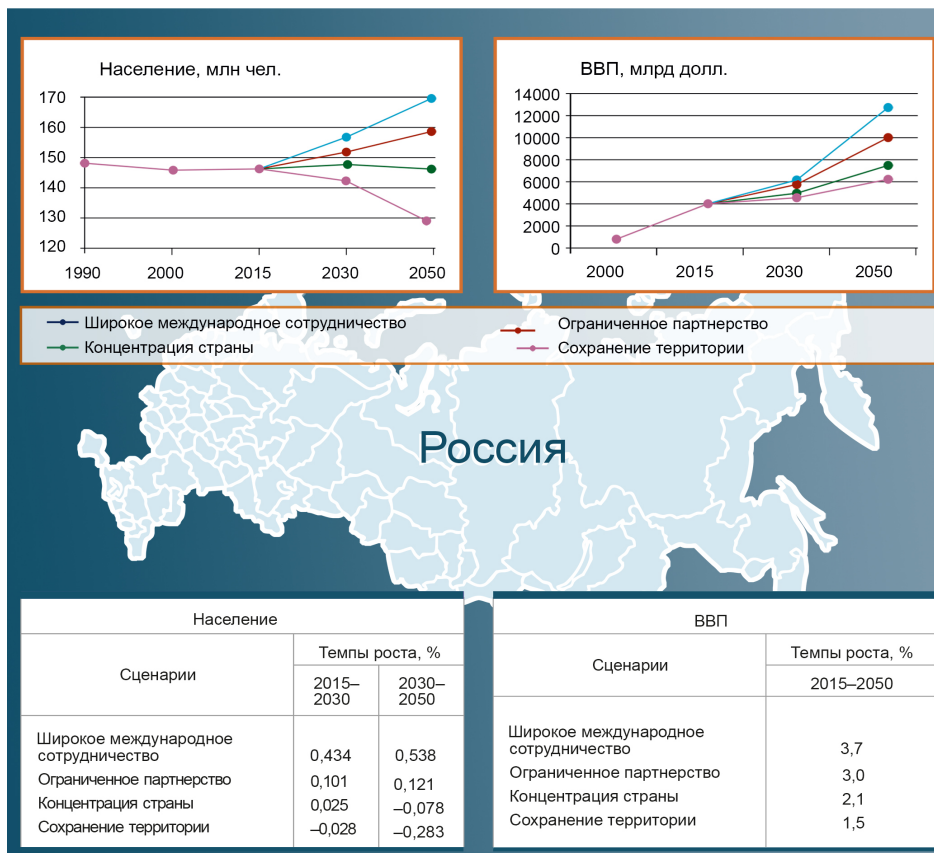 Население, млн чел.
170
160
150
140
130
120
1990 2000 2015 2030 2050
ВВП, млрд долл.
14000
12000
10000
8000
6000
4000
2000
0
2000 2015 2030 2050
Широкое международное сотрудничество
Ограниченное партнерство
Концентрация страны
Сохранение территории
Россия
Население
Сценарии
Темпы роста, %
2015–
2030
2030–
2050
Широкое международное
сотрудничество 0,434 0,538
Ограниченное партнерство 0,101 0,121
Концентрация страны 0,025 –0,078
Сохранение территории –0,028 –0,283
ВВП
Сценарии
Темпы роста, %
2015–2050
Широкое международное
сотрудничество 3,7
Ограниченное партнерство 3,0
Концентрация страны 2,1
Сохранение территории 1,5